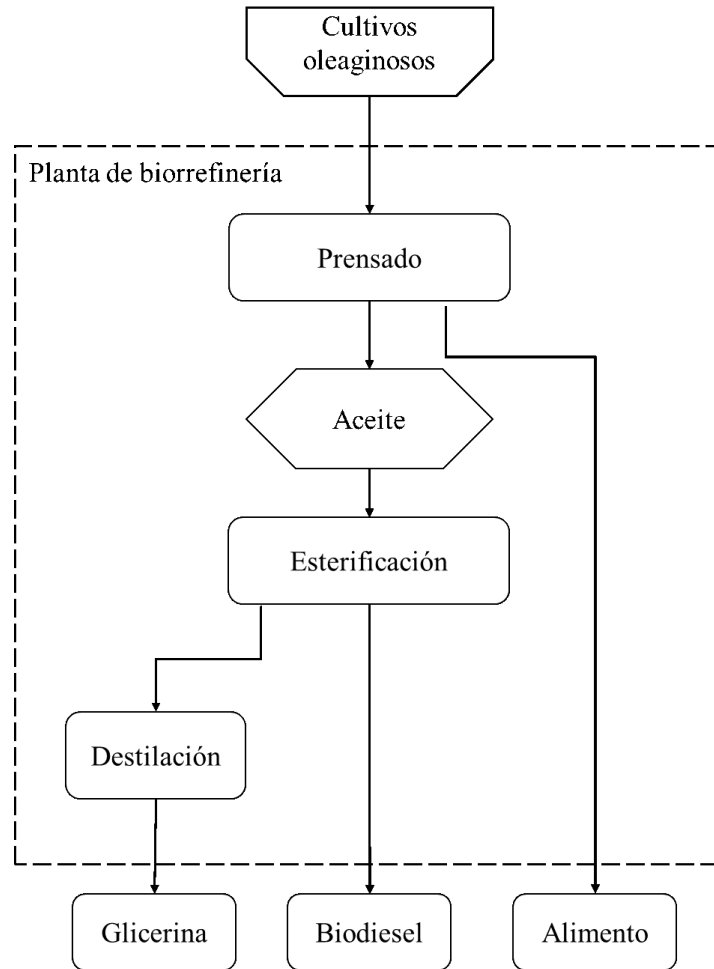 Cultivos
oleaginosos
Planta de biorrefinería
Prensado
Aceite
Esterificación
Destilación
Glicerina
Biodiesel
Alimento